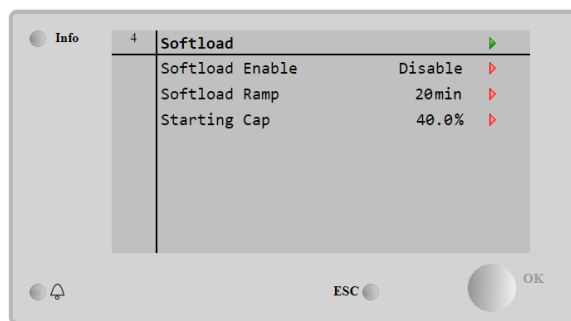 Info
4 Softload
Softload Enable Disable
Softload Ramp 20min
Starting Cap 40.0%
ESC
OK